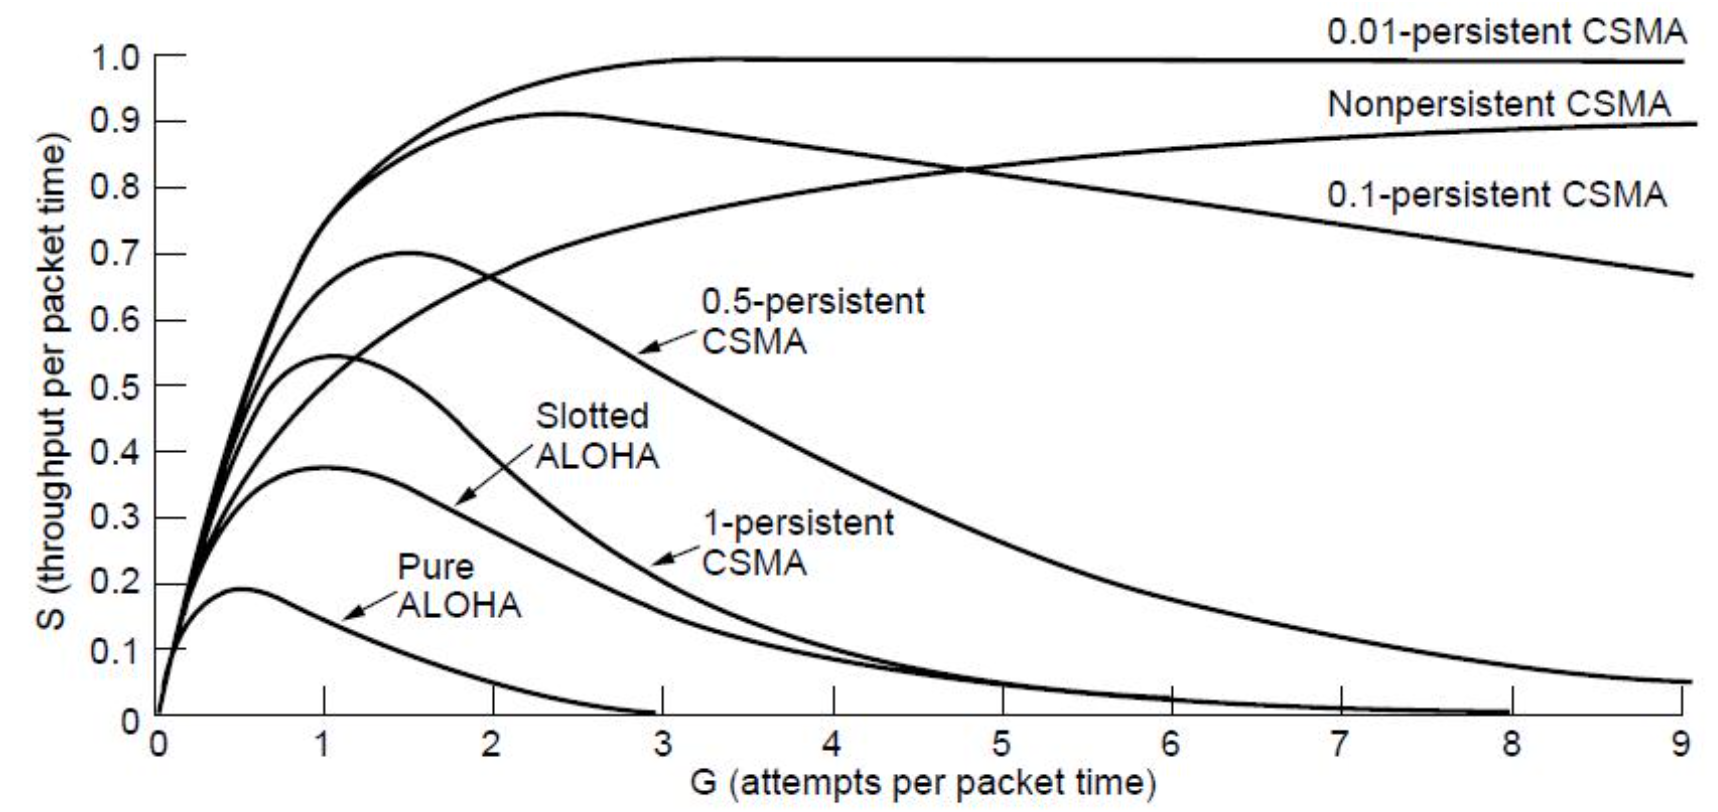 0.01-persistent CSMA
1.0
Nonpersistent CSMA
0.9
0.8
0.1-persistent CSMA
0.7
0.6
0.5-persistent
CSMA
0.5
Slotted
ALOHA
0.4
0.3
1-persistent
CSMA
Pure
ALOHA
0.2
0.1
0
S (throughput per packet time)
0 1 2 3 4 5 6 7 8 9
G (attempts per packet time)